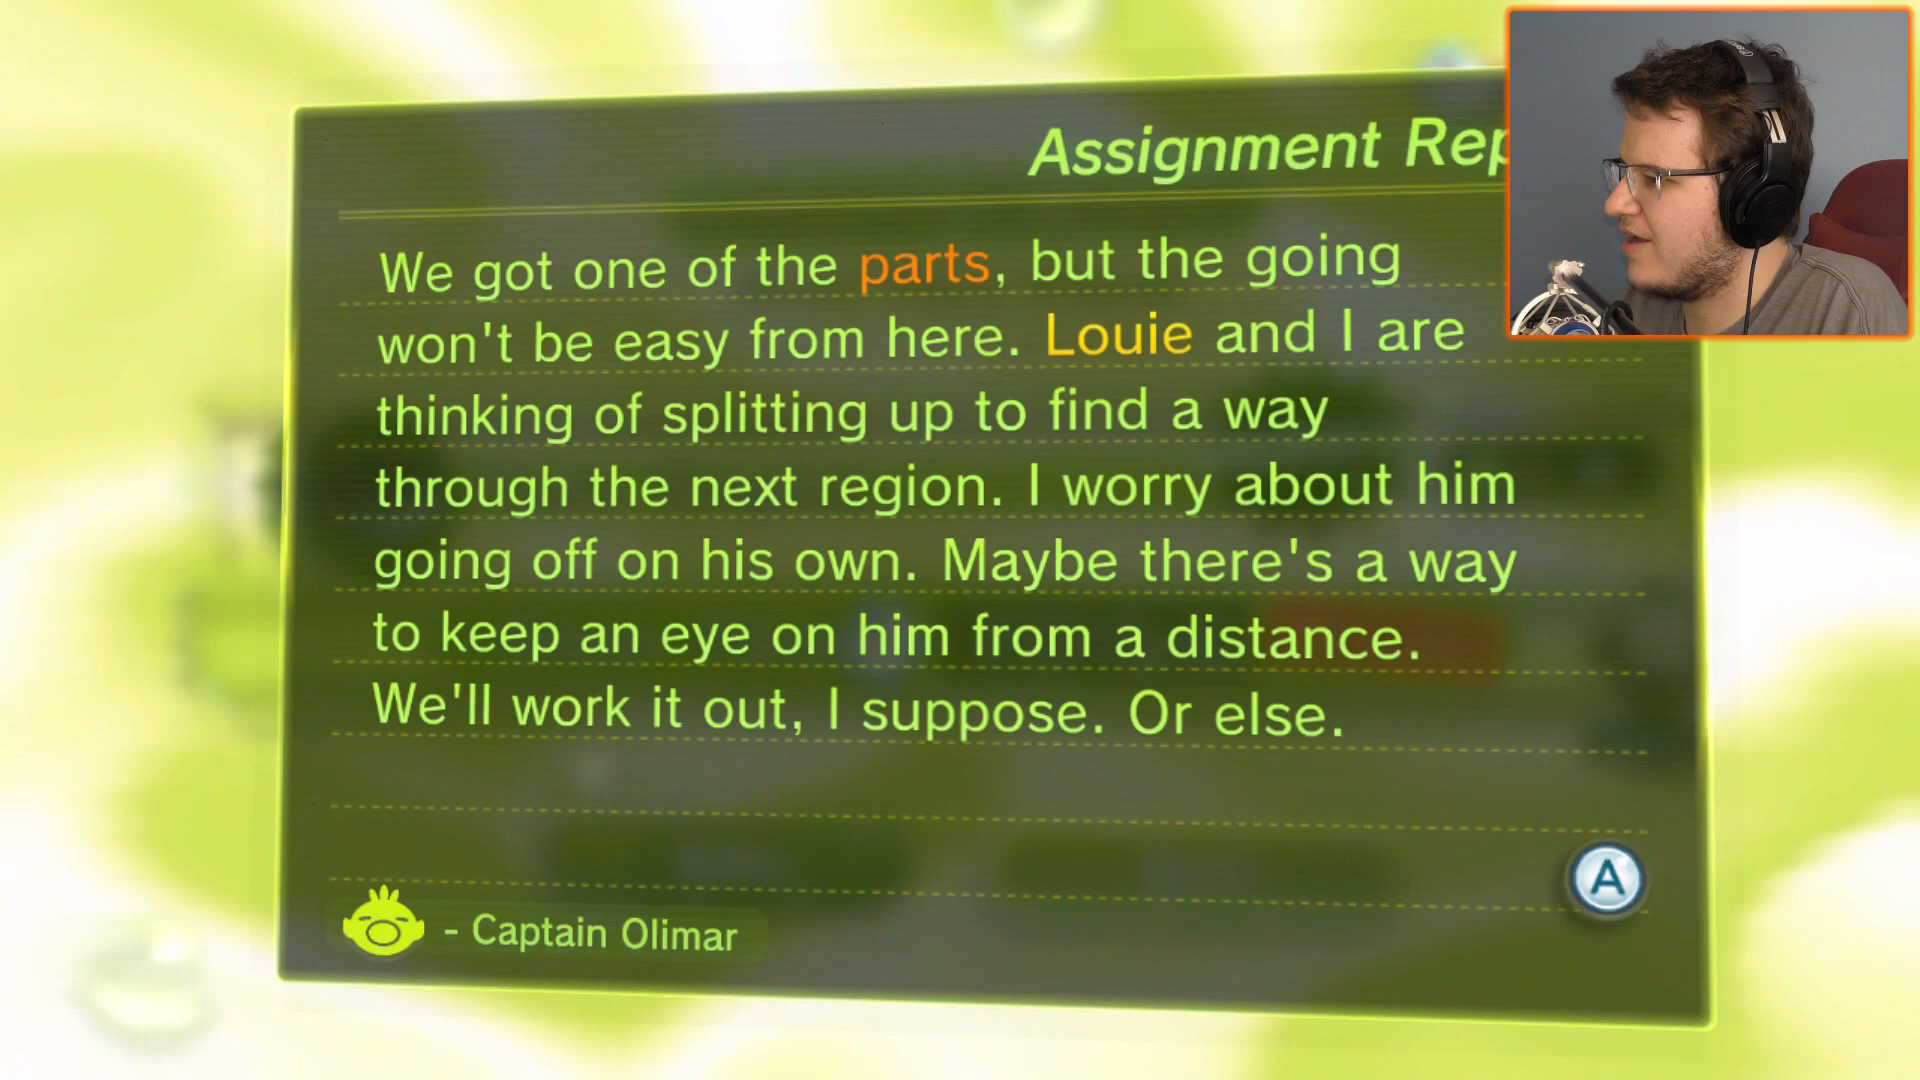 Assignment Rep
We got one of the parts, but the going
won't be easy from here. Louie and I are
thinking of splitting up to find a way
through the next region. I worry about him
going off on his own. Maybe there's a way
to keep an eye on him from a distance.
We'll work it out, I suppose. Or else.
A
- Captain Olimar